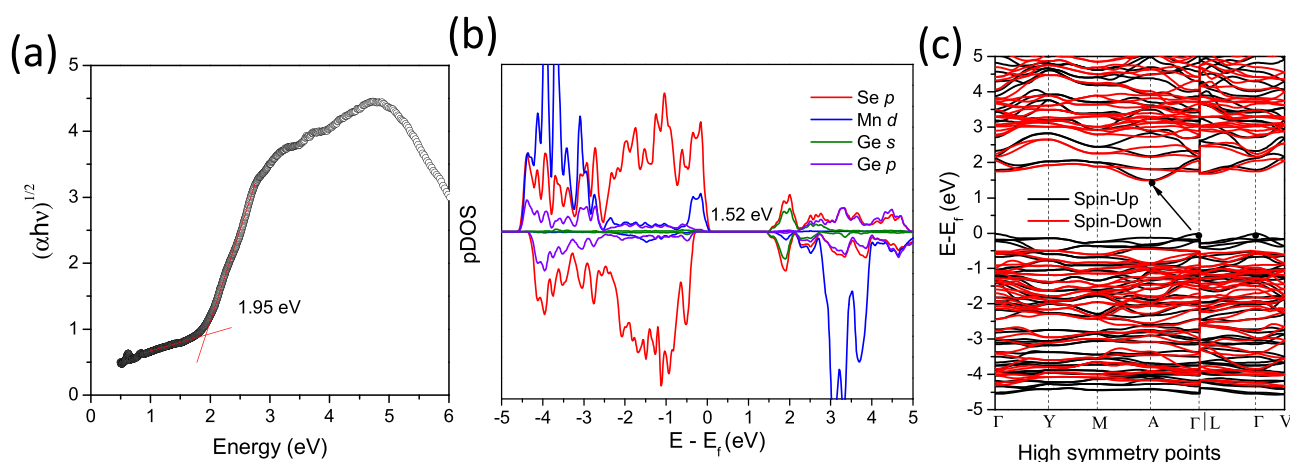 (a)
5
4
3
2
1
0
(αhν)^1/2
1.95 eV
0 1 2 3 4 5 6
Energy (eV)
(b)
pDOS
Se p
Mn d
Ge s
Ge p
1.52 eV
-5 -4 -3 -2 -1 0 1 2 3 4 5
E - E_f (eV)
(c)
5
4
3
2
1
0
-1
-2
-3
-4
-5
E-E_f (eV)
Spin-Up
Spin-Down
Γ Y M A Γ|L Γ V
High symmetry points